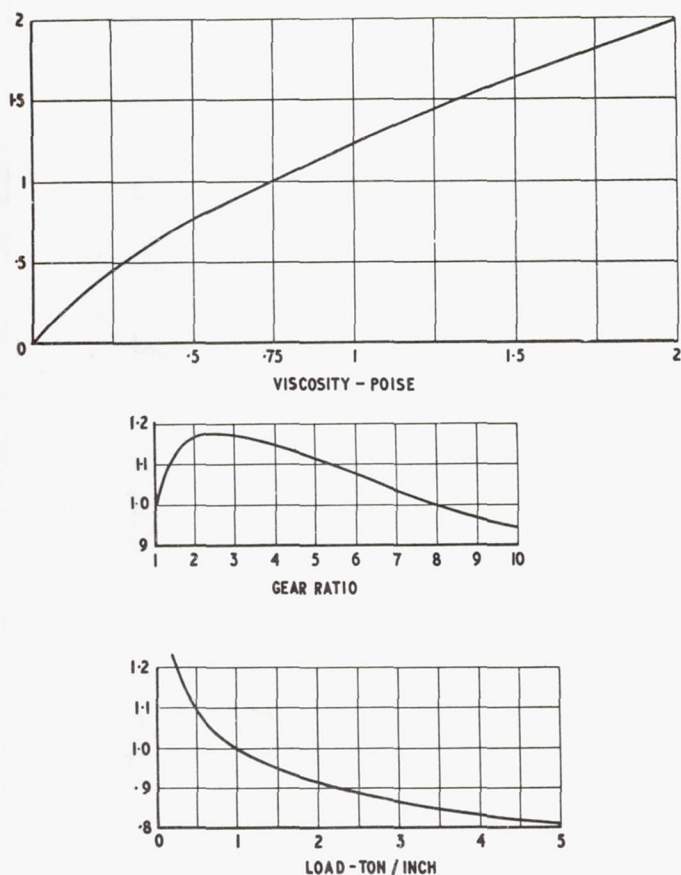 2
1·5
1
·5
0
·5 ·75 1 1·5 2
VISCOSITY – POISE
1·2
1·1
1·0
9
1 2 3 4 5 6 7 8 9 10
GEAR RATIO
1·2
1·1
1·0
·9
·8
0 1 2 3 4 5
LOAD – TON / INCH